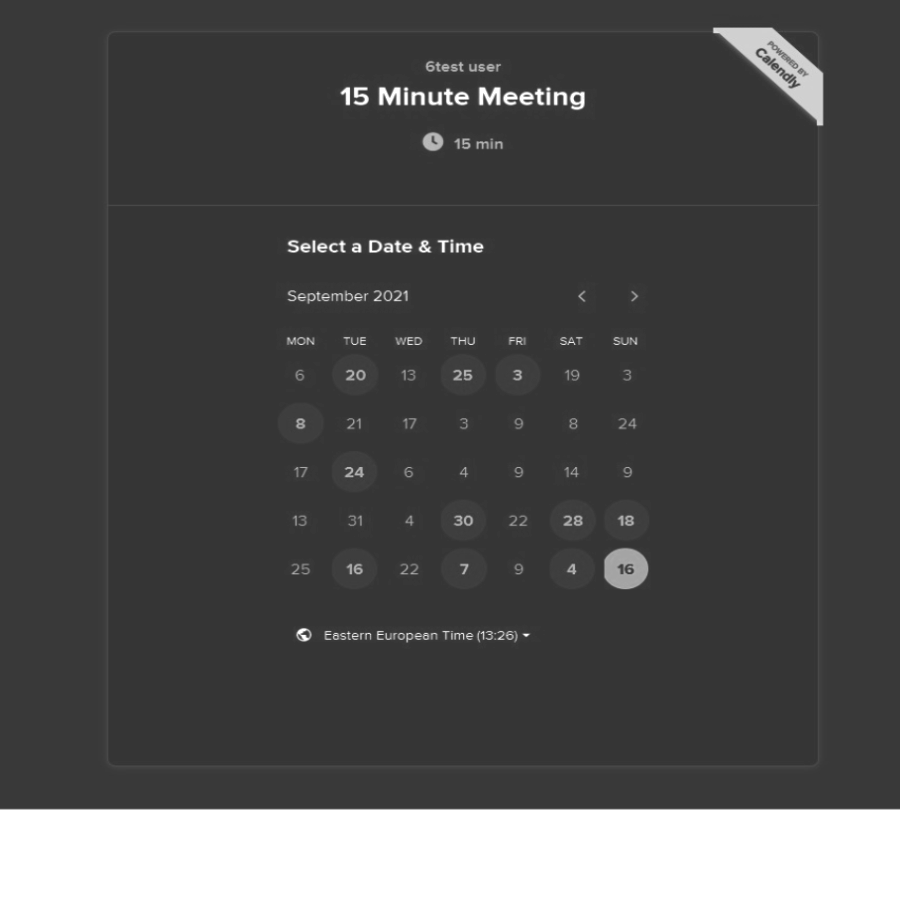 POWERED BY
Calendly
6test user
15 Minute Meeting
15 min
Select a Date & Time
September 2021
MON TUE WED THU FRI SAT SUN
6 20 13 25 3 19 3
8 21 17 3 9 8 24
17 24 6 4 9 14 9
13 31 4 30 22 28 18
25 16 22 7 9 4 16
Eastern European Time (13:26)